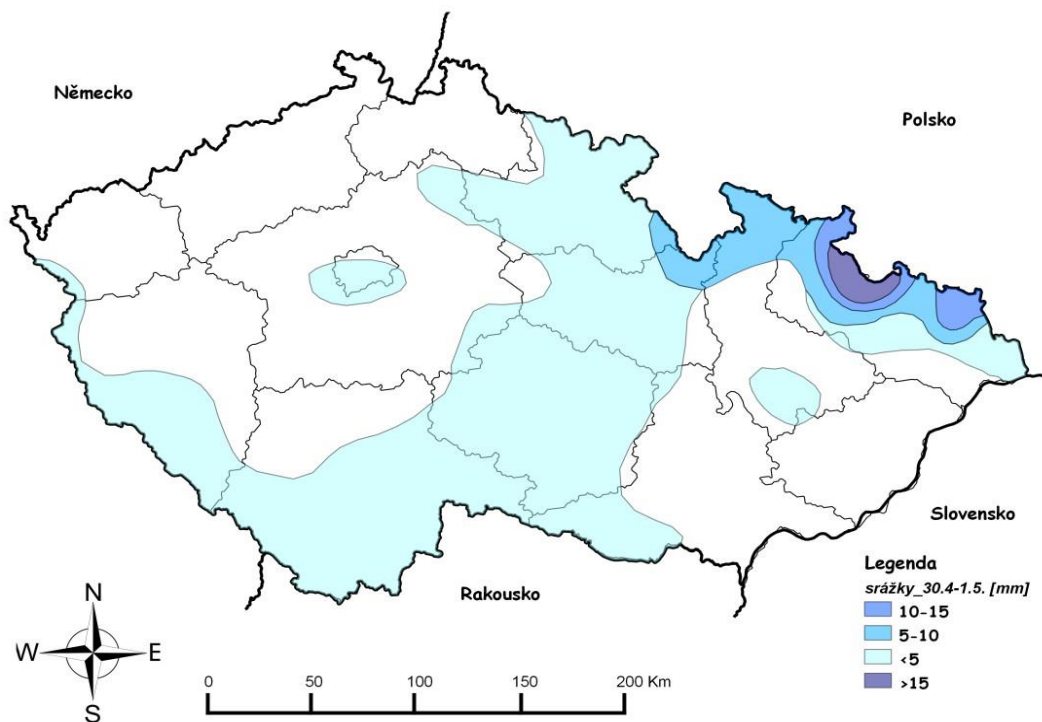 Německo
Polsko
Slovensko
Rakousko
Legenda
srážky_30.4-1.5. [mm]
10-15
5-10
<5
>15
N
W E
S
0 50 100 150 200 Km